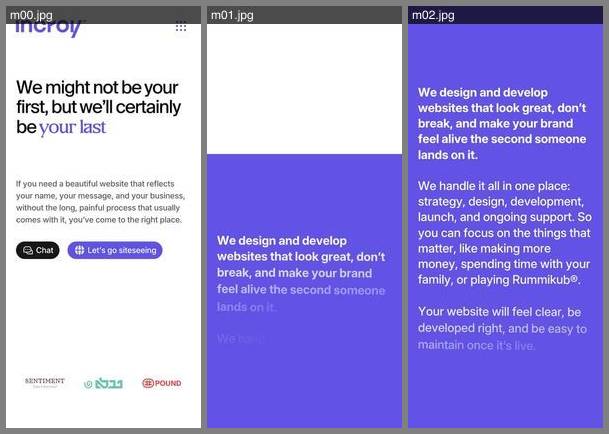 m00.jpg
incroy
We might not be your
first, but we'll certainly
be your last
If you need a beautiful website that reflects
your name, your message, and your business,
without the long, painful process that usually
comes with it, you've come to the right place.
Chat
Let's go siteseeing
SENTIMENT
POUND
m01.jpg
We design and develop
websites that look great, don't
break, and make your brand
feel alive the second someone
lands on it.
We hand
m02.jpg
We design and develop
websites that look great, don't
break, and make your brand
feel alive the second someone
lands on it.
We handle it all in one place:
strategy, design, development,
launch, and ongoing support. So
you can focus on the things that
matter, like making more
money, spending time with your
family, or playing Rummikub®.
Your website will feel clear, be
developed right, and be easy to
maintain once it's live.